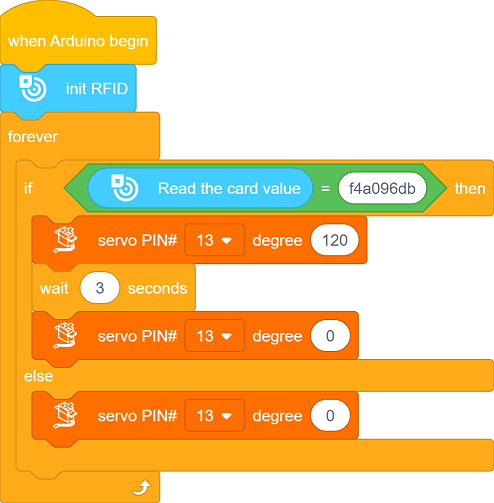 when Arduino begin
init RFID
forever
if Read the card value = f4a096db then
servo PIN# 13 degree 120
wait 3 seconds
servo PIN# 13 degree 0
else
servo PIN# 13 degree 0